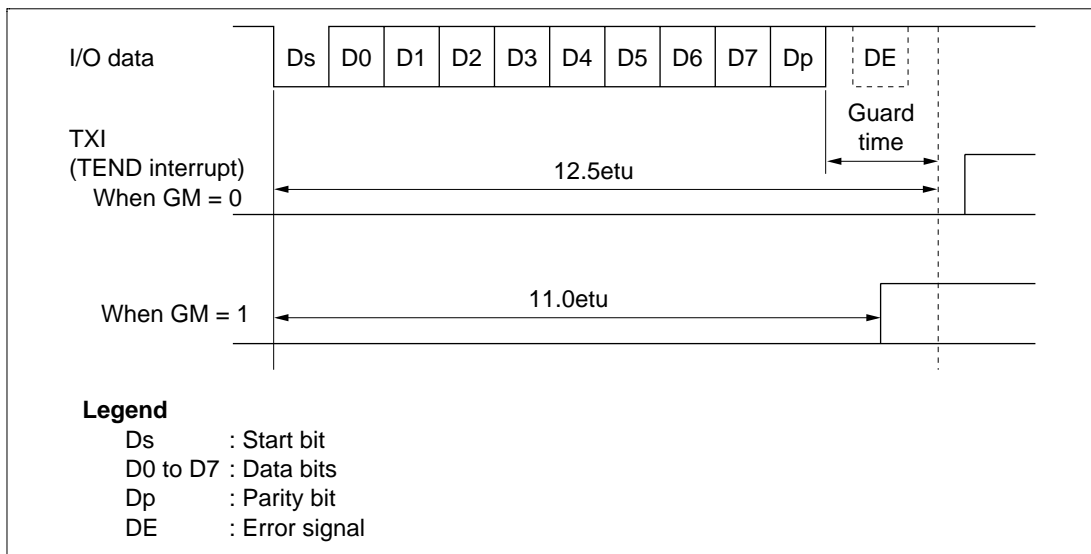 I/O data
Ds D0 D1 D2 D3 D4 D5 D6 D7 Dp DE
Guard
time
TXI
(TEND interrupt)
When GM = 0
12.5etu
When GM = 1
11.0etu
Legend
Ds : Start bit
D0 to D7 : Data bits
Dp : Parity bit
DE : Error signal